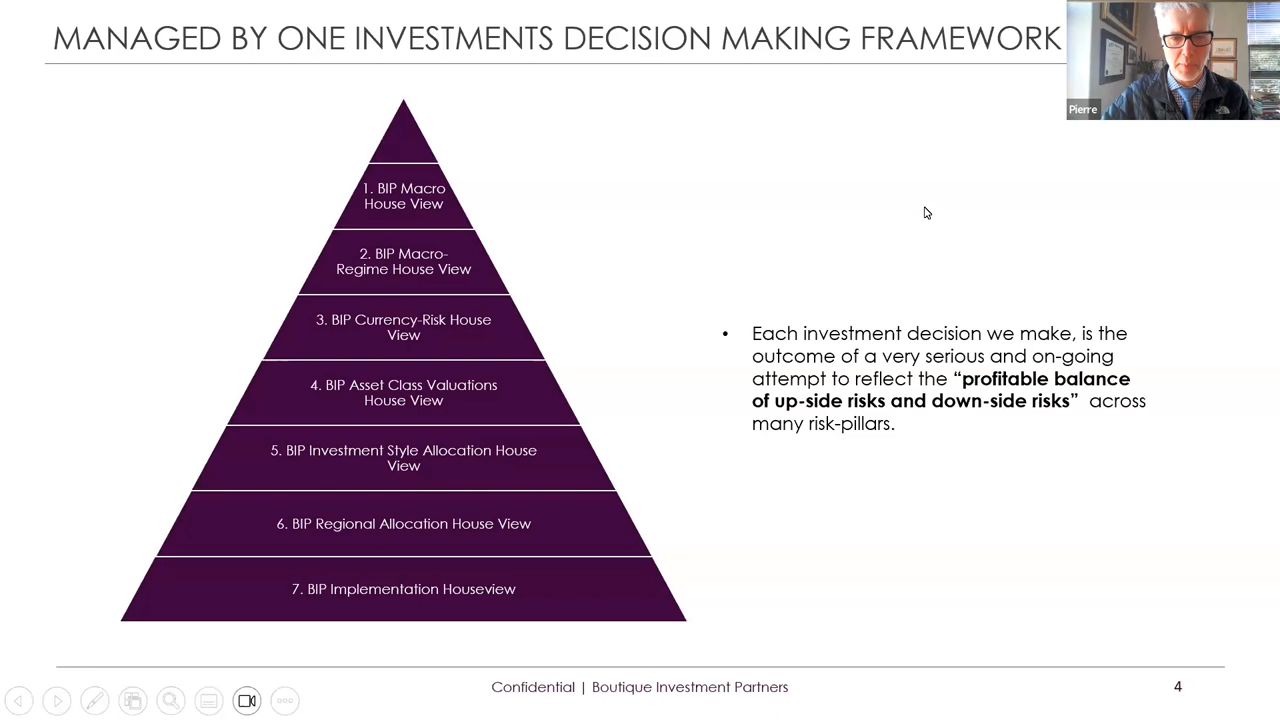 MANAGED BY ONE INVESTMENTS DECISION MAKING FRAMEWORK
Pierre
1. BIP Macro
House View
2. BIP Macro-
Regime House View
3. BIP Currency-Risk House
View
4. BIP Asset Class Valuations
House View
5. BIP Investment Style Allocation House
View
6. BIP Regional Allocation House View
7. BIP Implementation Houseview
• Each investment decision we make, is the
outcome of a very serious and on-going
attempt to reflect the “profitable balance
of up-side risks and down-side risks” across
many risk-pillars.
Confidential | Boutique Investment Partners
4